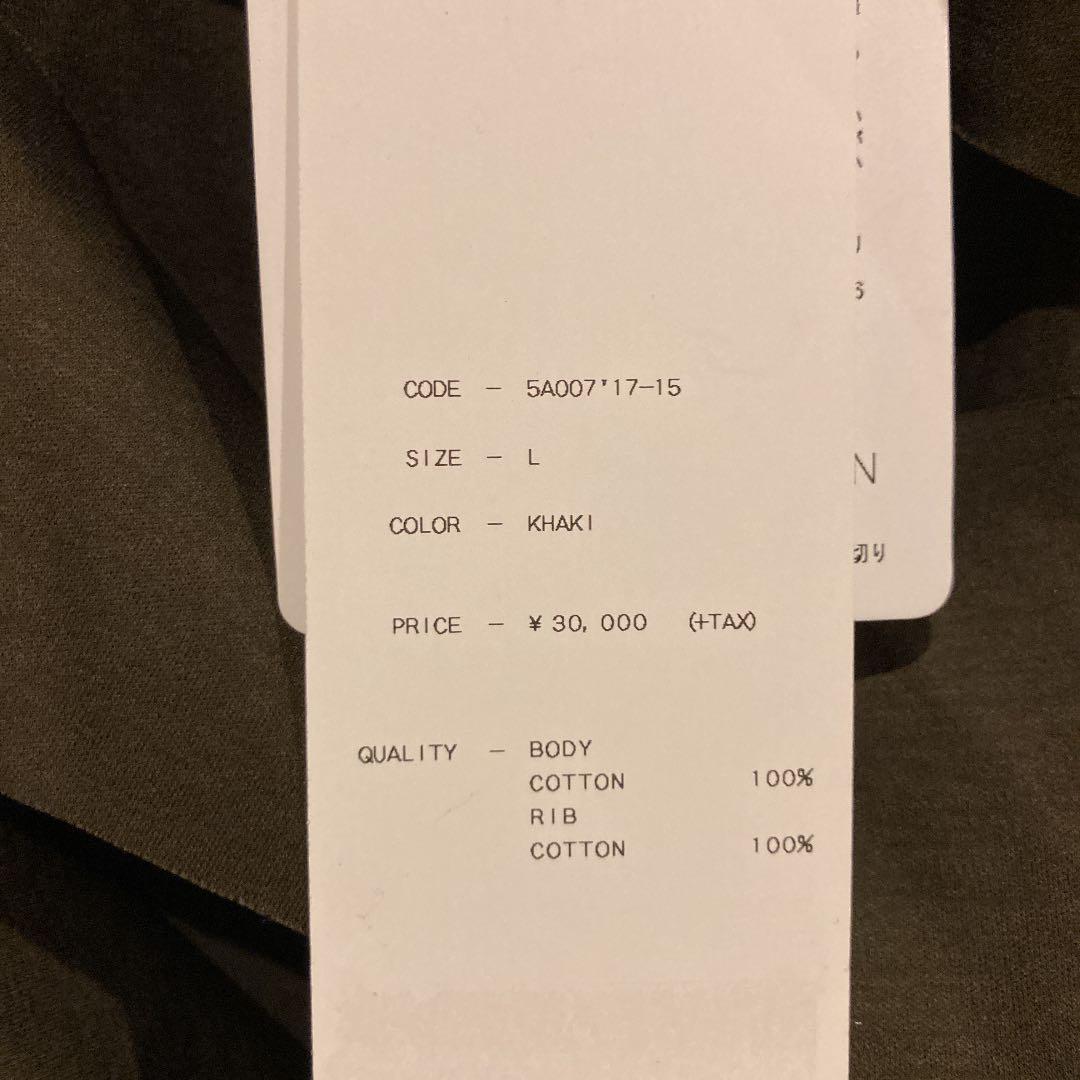 CODE - 5A007'17-15
SIZE - L
COLOR - KHAKI
PRICE - ¥30,000 (+TAX)
QUALITY - BODY
COTTON 100%
RIB
COTTON 100%
N
切り